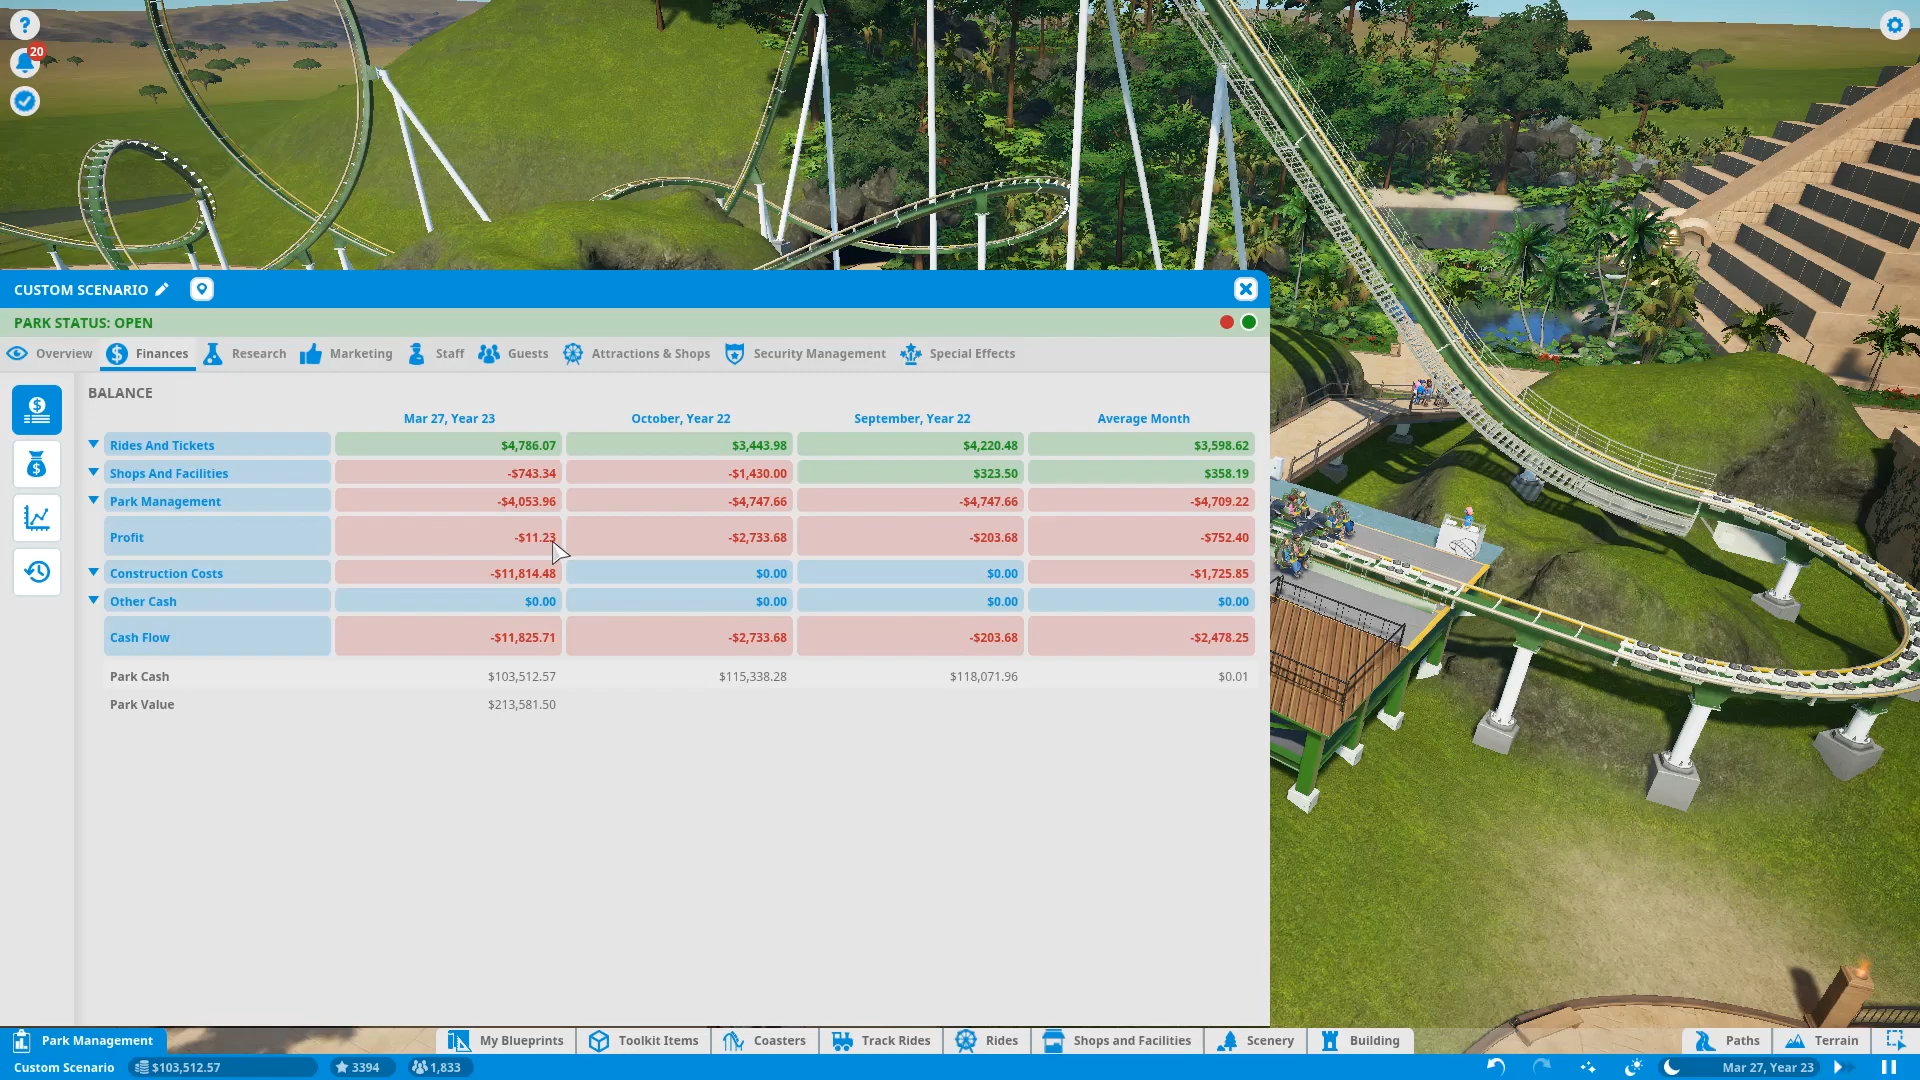 ?
20
CUSTOM SCENARIO
PARK STATUS: OPEN
Overview Finances Research Marketing Staff Guests Attractions & Shops Security Management Special Effects
BALANCE
Mar 27, Year 23 October, Year 22 September, Year 22 Average Month
Rides And Tickets $4,786.07 $3,443.98 $4,220.48 $3,598.62
Shops And Facilities -$743.34 -$1,430.00 $323.50 $358.19
Park Management -$4,053.96 -$4,747.66 -$4,747.66 -$4,709.22
Profit -$11.23 -$2,733.68 -$203.68 -$752.40
Construction Costs -$11,814.48 $0.00 $0.00 -$1,725.85
Other Cash $0.00 $0.00 $0.00 $0.00
Cash Flow -$11,825.71 -$2,733.68 -$203.68 -$2,478.25
Park Cash $103,512.57 $115,338.28 $118,071.96 $0.01
Park Value $213,581.50
Park Management My Blueprints Toolkit Items Coasters Track Rides Rides Shops and Facilities Scenery Building Paths Terrain
Custom Scenario $103,512.57 3394 1,833 Mar 27, Year 23